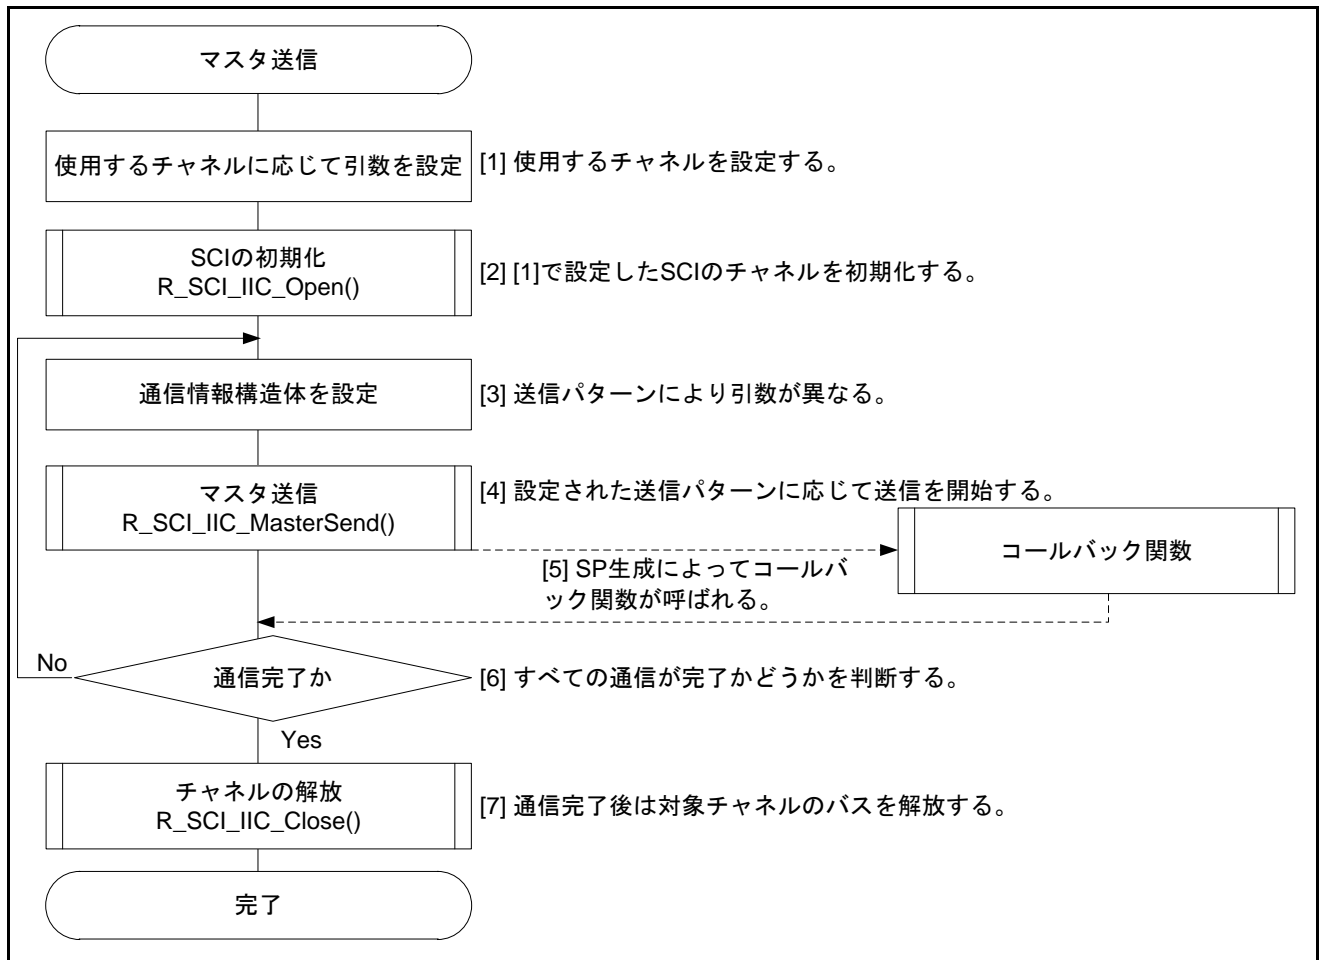 マスタ送信
使用するチャネルに応じて引数を設定
[1] 使用するチャネルを設定する。
SCIの初期化
R_SCI_IIC_Open()
[2] [1]で設定したSCIのチャネルを初期化する。
通信情報構造体を設定
[3] 送信パターンにより引数が異なる。
マスタ送信
R_SCI_IIC_MasterSend()
[4] 設定された送信パターンに応じて送信を開始する。
コールバック関数
[5] SP生成によってコールバ
ック関数が呼ばれる。
No
通信完了か
[6] すべての通信が完了かどうかを判断する。
Yes
チャネルの解放
R_SCI_IIC_Close()
[7] 通信完了後は対象チャネルのバスを解放する。
完了